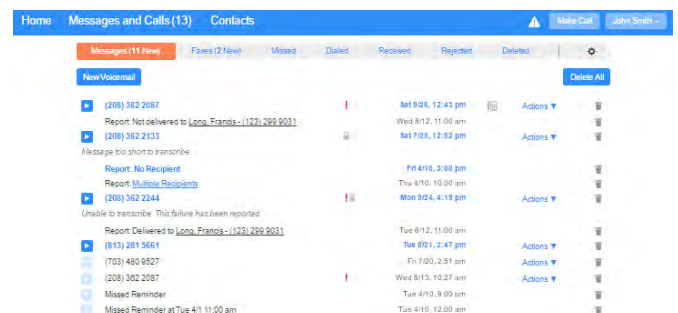 Home Messages and Calls (13) Contacts Make Call John Smith
Messages (11 New) Faxes (2 New) Missed Dialed Received Rejected Deleted
New Voicemail Delete All
(208) 362 2087 ! Sat 9/26, 12:43 pm Actions ▼
Report: Not delivered to Long, Francis - (123) 299 9031 Wed 8/12, 11:00 am
(208) 362 2133 Sat 7/25, 12:52 pm Actions ▼
Message too short to transcribe
Report: No Recipient Fri 4/10, 2:00 pm
Report: Multiple Recipients Thu 4/10, 10:00 am
(208) 362 2244 ! Mon 9/24, 4:15 pm Actions ▼
Unable to transcribe. This failure has been reported.
Report: Delivered to Long, Francis - (123) 299 9031 Tue 6/12, 11:00 am
(813) 281 5661 Tue 8/21, 2:47 pm Actions ▼
(703) 480 9527 Fri 7/20, 2:51 am Actions ▼
(208) 362 2087 ! Wed 6/13, 10:27 am Actions ▼
Missed Reminder Tue 4/10, 9:00 am
Missed Reminder at Tue 4/1 11:00 am Tue 4/10, 12:00 am